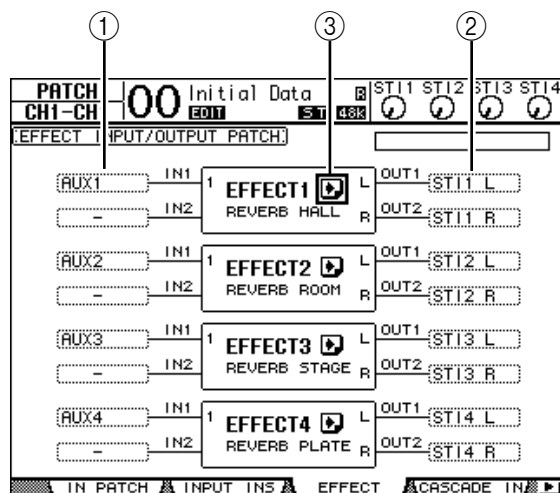 ① ③ ②
PATCH 00 Initial Data B STI1 STI2 STI3 STI4
CH1-CH EDIT ST 48K
EFFECT INPUT/OUTPUT PATCH
AUX1 IN1 1 EFFECT1 L OUT1 STI1 L
– IN2 REVERB HALL R OUT2 STI1 R
AUX2 IN1 1 EFFECT2 L OUT1 STI2 L
– IN2 REVERB ROOM R OUT2 STI2 R
AUX3 IN1 1 EFFECT3 L OUT1 STI3 L
– IN2 REVERB STAGE R OUT2 STI3 R
AUX4 IN1 1 EFFECT4 L OUT1 STI4 L
– IN2 REVERB PLATE R OUT2 STI4 R
IN PATCH INPUT INS EFFECT CASCADE IN